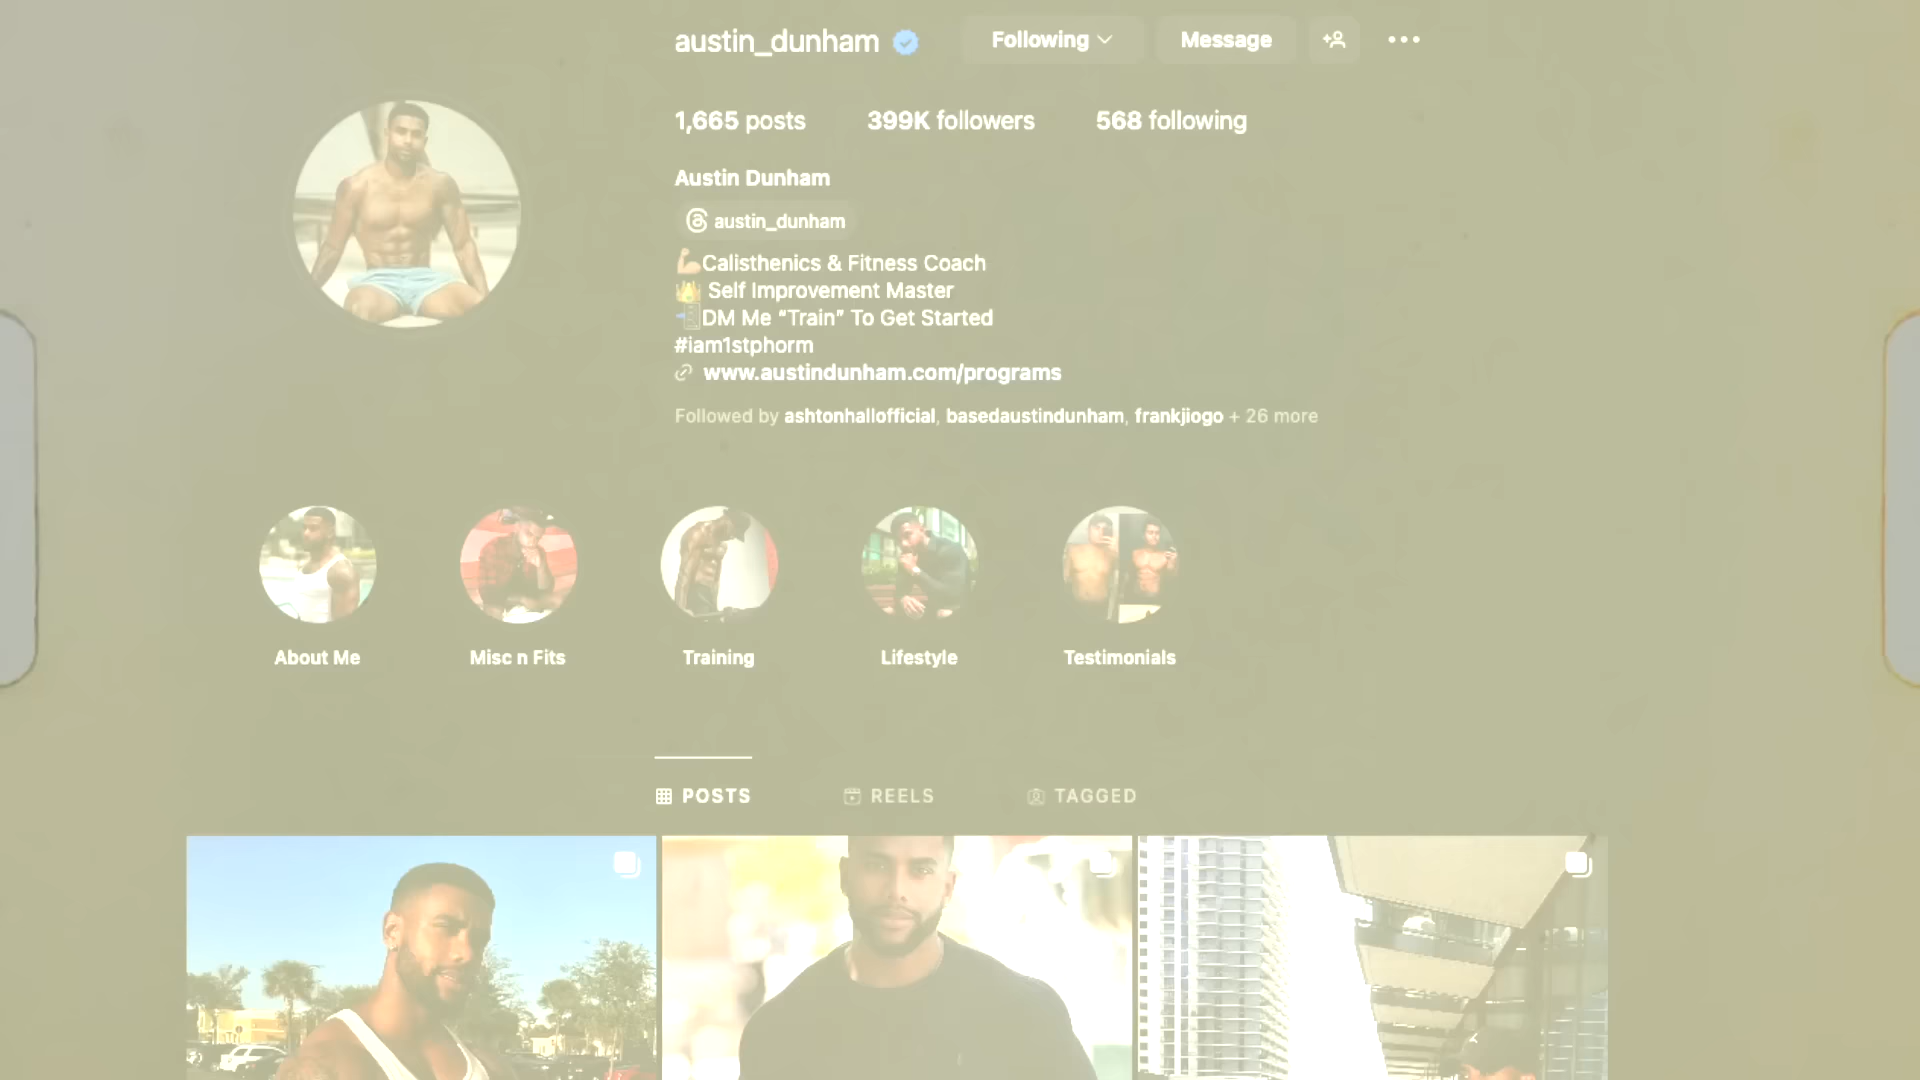 austin_dunham
Following
Message
1,665 posts
399K followers
568 following
Austin Dunham
austin_dunham
Calisthenics & Fitness Coach
Self Improvement Master
DM Me “Train” To Get Started
#iam1stphorm
www.austindunham.com/programs
Followed by ashtonhallofficial, basedaustindunham, frankjiogo + 26 more
About Me
Misc n Fits
Training
Lifestyle
Testimonials
POSTS
REELS
TAGGED